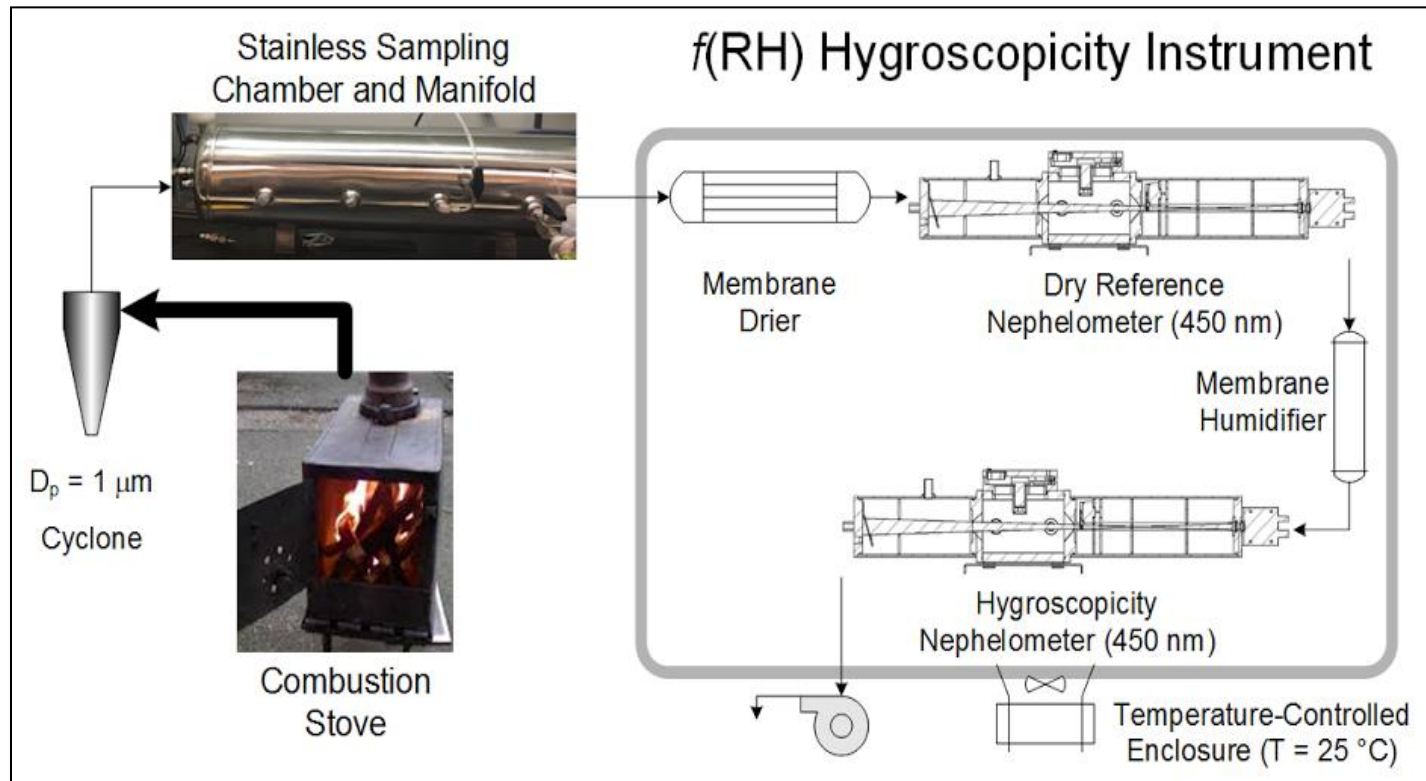 Stainless Sampling
Chamber and Manifold
f(RH) Hygroscopicity Instrument
Membrane
Drier
Dry Reference
Nephelometer (450 nm)
Membrane
Humidifier
Dₚ = 1 μm
Cyclone
Combustion
Stove
Hygroscopicity
Nephelometer (450 nm)
Temperature-Controlled
Enclosure (T = 25 °C)